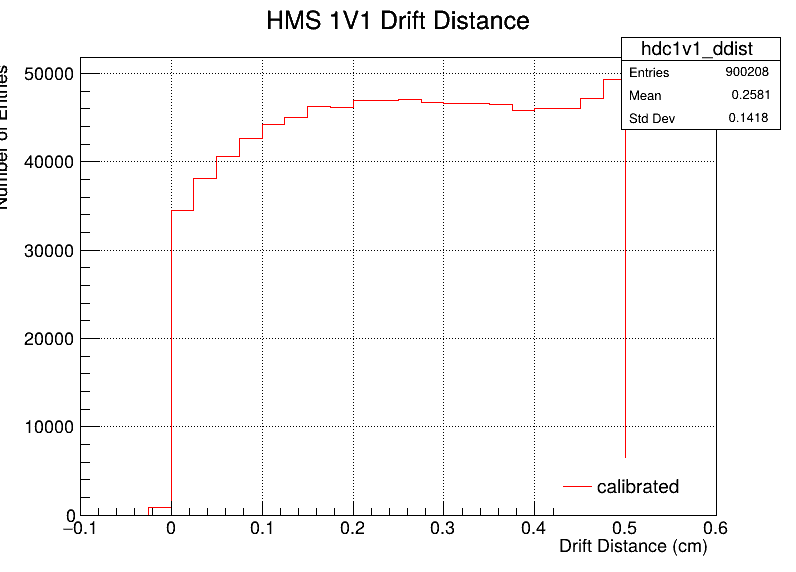 HMS 1V1 Drift Distance
hdc1v1_ddist
Entries 900208
Mean 0.2581
Std Dev 0.1418
Number of Entries
50000
40000
30000
20000
10000
0
calibrated
−0.1 0 0.1 0.2 0.3 0.4 0.5 0.6
Drift Distance (cm)